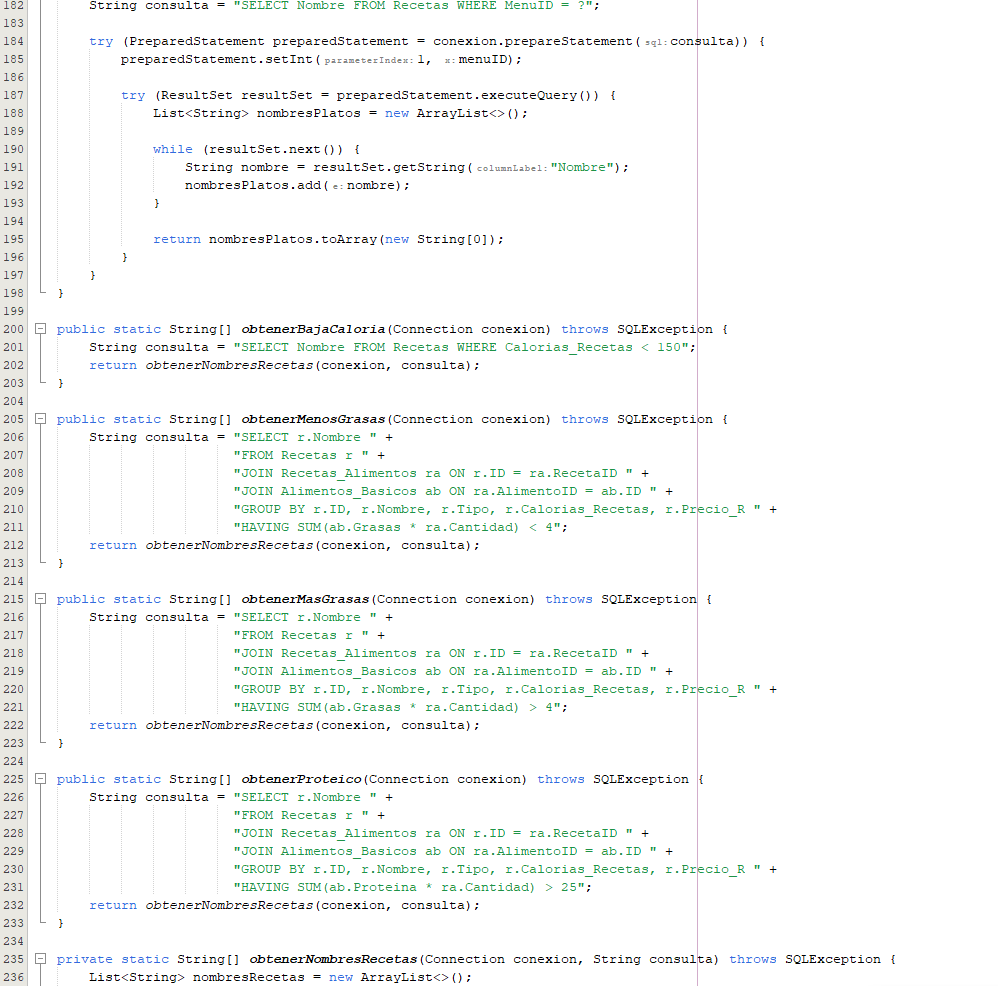 182 String consulta = "SELECT Nombre FROM Recetas WHERE MenuID = ?";
183
184 try (PreparedStatement preparedStatement = conexion.prepareStatement( sql: consulta)) {
185 preparedStatement.setInt( parameterIndex: 1, x: menuID);
186
187 try (ResultSet resultSet = preparedStatement.executeQuery()) {
188 List<String> nombresPlatos = new ArrayList<>();
189
190 while (resultSet.next()) {
191 String nombre = resultSet.getString( columnLabel: "Nombre");
192 nombresPlatos.add( e: nombre);
193 }
194
195 return nombresPlatos.toArray(new String[0]);
196 }
197 }
198 }
199
200 public static String[] obtenerBajaCaloria(Connection conexion) throws SQLException {
201 String consulta = "SELECT Nombre FROM Recetas WHERE Calorias_Recetas < 150";
202 return obtenerNombresRecetas(conexion, consulta);
203 }
204
205 public static String[] obtenerMenosGrasas(Connection conexion) throws SQLException {
206 String consulta = "SELECT r.Nombre " +
207 "FROM Recetas r " +
208 "JOIN Recetas_Alimentos ra ON r.ID = ra.RecetaID " +
209 "JOIN Alimentos_Basicos ab ON ra.AlimentoID = ab.ID " +
210 "GROUP BY r.ID, r.Nombre, r.Tipo, r.Calorias_Recetas, r.Precio_R " +
211 "HAVING SUM(ab.Grasas * ra.Cantidad) < 4";
212 return obtenerNombresRecetas(conexion, consulta);
213 }
214
215 public static String[] obtenerMasGrasas(Connection conexion) throws SQLException {
216 String consulta = "SELECT r.Nombre " +
217 "FROM Recetas r " +
218 "JOIN Recetas_Alimentos ra ON r.ID = ra.RecetaID " +
219 "JOIN Alimentos_Basicos ab ON ra.AlimentoID = ab.ID " +
220 "GROUP BY r.ID, r.Nombre, r.Tipo, r.Calorias_Recetas, r.Precio_R " +
221 "HAVING SUM(ab.Grasas * ra.Cantidad) > 4";
222 return obtenerNombresRecetas(conexion, consulta);
223 }
224
225 public static String[] obtenerProteico(Connection conexion) throws SQLException {
226 String consulta = "SELECT r.Nombre " +
227 "FROM Recetas r " +
228 "JOIN Recetas_Alimentos ra ON r.ID = ra.RecetaID " +
229 "JOIN Alimentos_Basicos ab ON ra.AlimentoID = ab.ID " +
230 "GROUP BY r.ID, r.Nombre, r.Tipo, r.Calorias_Recetas, r.Precio_R " +
231 "HAVING SUM(ab.Proteina * ra.Cantidad) > 25";
232 return obtenerNombresRecetas(conexion, consulta);
233 }
234
235 private static String[] obtenerNombresRecetas(Connection conexion, String consulta) throws SQLException {
236 List<String> nombresRecetas = new ArrayList<>();